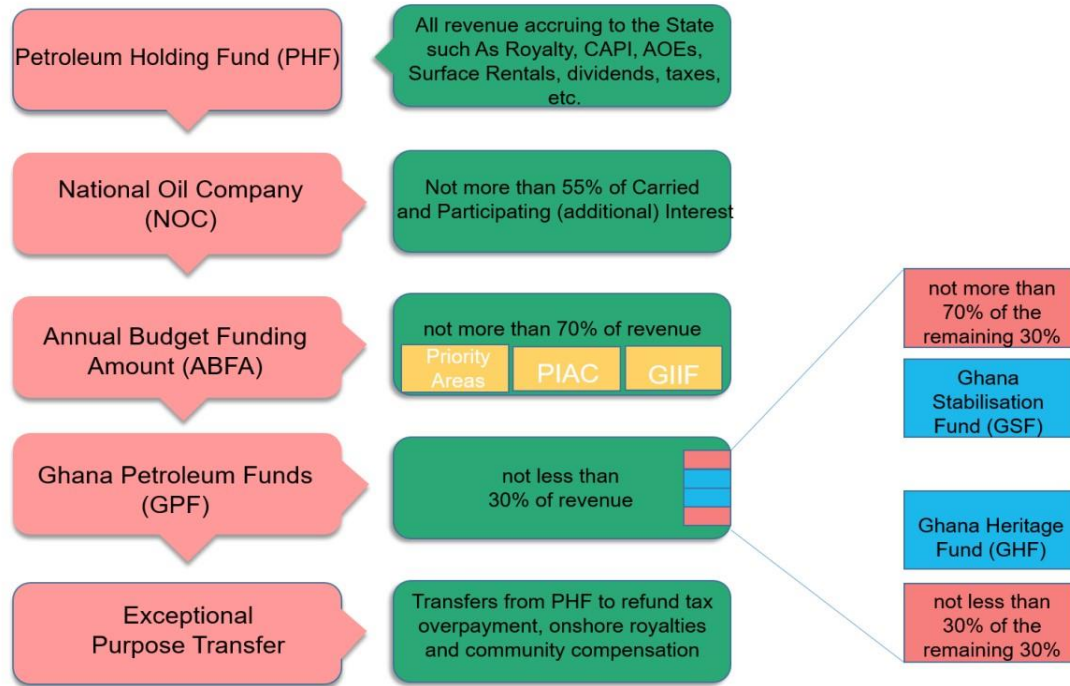 Petroleum Holding Fund (PHF)
All revenue accruing to the State
such As Royalty, CAPI, AOEs,
Surface Rentals, dividends, taxes,
etc.
National Oil Company
(NOC)
Not more than 55% of Carried
and Participating (additional) Interest
Annual Budget Funding
Amount (ABFA)
not more than 70% of revenue
Priority
Areas
PIAC
GIIF
Ghana Petroleum Funds
(GPF)
not less than
30% of revenue
Exceptional
Purpose Transfer
Transfers from PHF to refund tax
overpayment, onshore royalties
and community compensation
not more than
70% of the
remaining 30%
Ghana
Stabilisation
Fund (GSF)
Ghana Heritage
Fund (GHF)
not less than
30% of the
remaining 30%